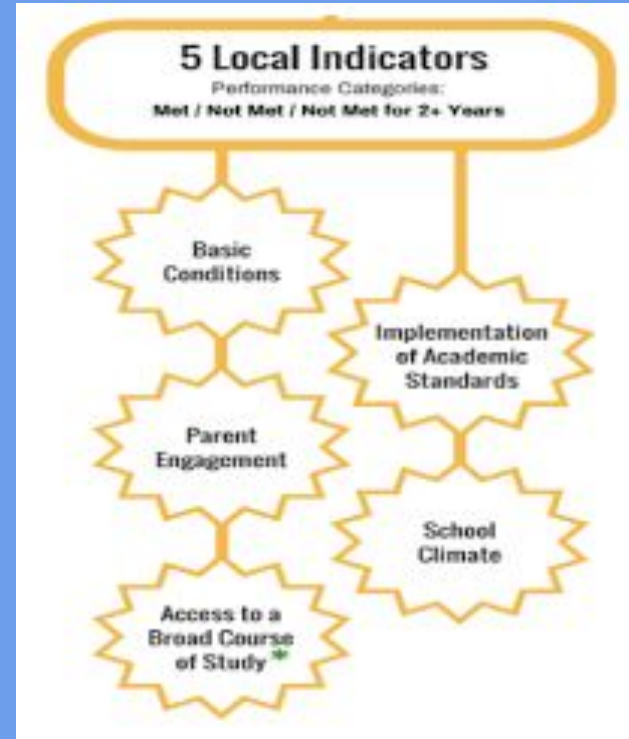 5 Local Indicators
Performance Categories:
Met / Not Met / Not Met for 2+ Years
Basic
Conditions
Parent
Engagement
Access to a
Broad Course
of Study *
Implementation
of Academic
Standards
School
Climate